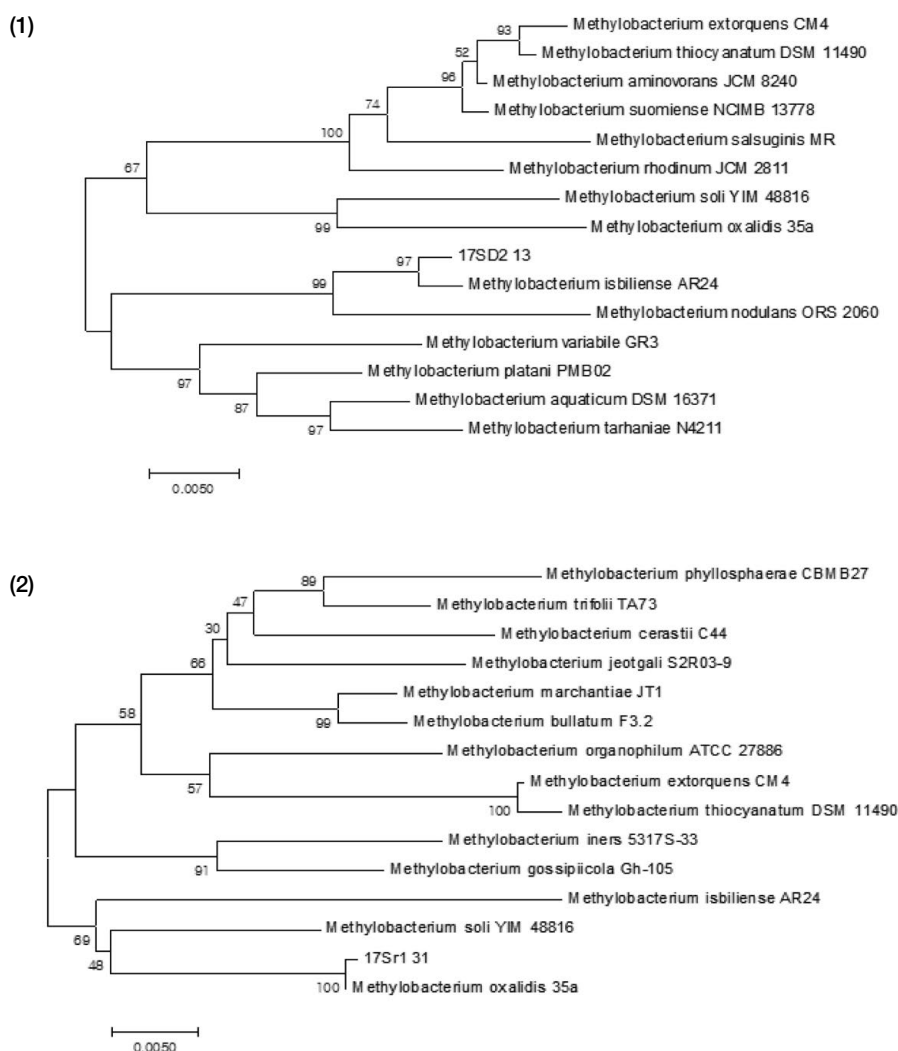 (1)
93
Methylobacterium extorquens CM4
Methylobacterium thiocyanatum DSM 11490
52
Methylobacterium aminovorans JCM 8240
96
Methylobacterium suomiense NCIMB 13778
74
Methylobacterium salsuginis MR
100
Methylobacterium rhodinum JCM 2811
67
Methylobacterium soli YIM 48816
99
Methylobacterium oxalidis 35a
17SD2 13
97
Methylobacterium isbiliense AR24
99
Methylobacterium nodulans ORS 2060
Methylobacterium variabile GR3
97
Methylobacterium platani PMB02
87
Methylobacterium aquaticum DSM 16371
97
Methylobacterium tarhaniae N4211
0.0050
(2)
89
Methylobacterium phyllosphaerae CBMB27
47
Methylobacterium trifolii TA73
30
Methylobacterium cerastii C44
66
Methylobacterium jeotgali S2R03-9
Methylobacterium marchantiae JT1
99
Methylobacterium bullatum F3.2
58
Methylobacterium organophilum ATCC 27886
57
Methylobacterium extorquens CM4
100
Methylobacterium thiocyanatum DSM 11490
Methylobacterium iners 5317S-33
91
Methylobacterium gossipiicola Gh-105
Methylobacterium isbiliense AR24
69
Methylobacterium soli YIM 48816
48
17Sr1 31
100
Methylobacterium oxalidis 35a
0.0050